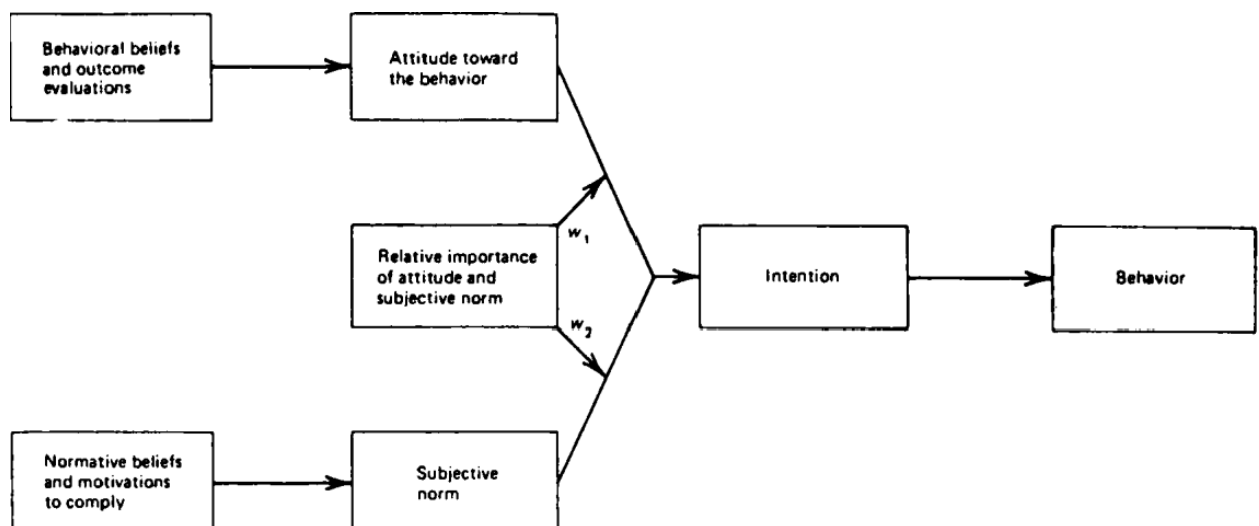 Behavioral beliefs
and outcome
evaluations
Attitude toward
the behavior
w1
Relative importance
of attitude and
subjective norm
w2
Intention
Behavior
Normative beliefs
and motivations
to comply
Subjective
norm